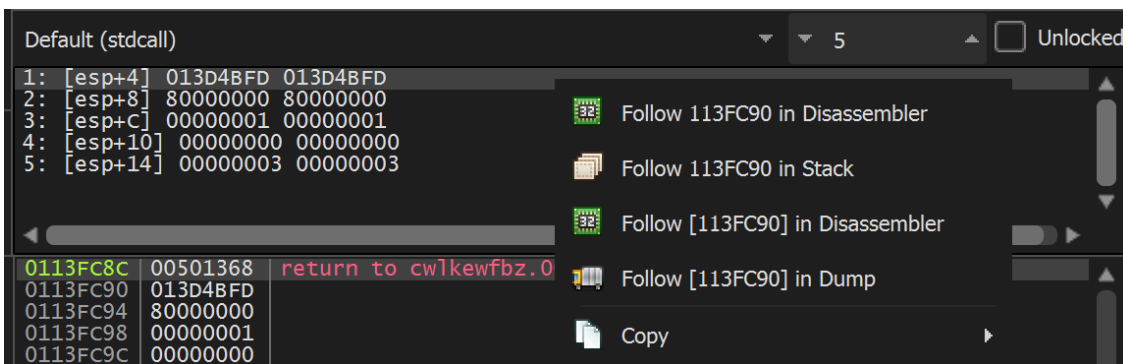 Default (stdcall) 5 Unlocked
1: [esp+4] 013D4BFD 013D4BFD
2: [esp+8] 80000000 80000000
3: [esp+C] 00000001 00000001
4: [esp+10] 00000000 00000000
5: [esp+14] 00000003 00000003
Follow 113FC90 in Disassembler
Follow 113FC90 in Stack
Follow [113FC90] in Disassembler
Follow [113FC90] in Dump
Copy
0113FC8C 00501368 return to cwlkewfbz.0
0113FC90 013D4BFD
0113FC94 80000000
0113FC98 00000001
0113FC9C 00000000